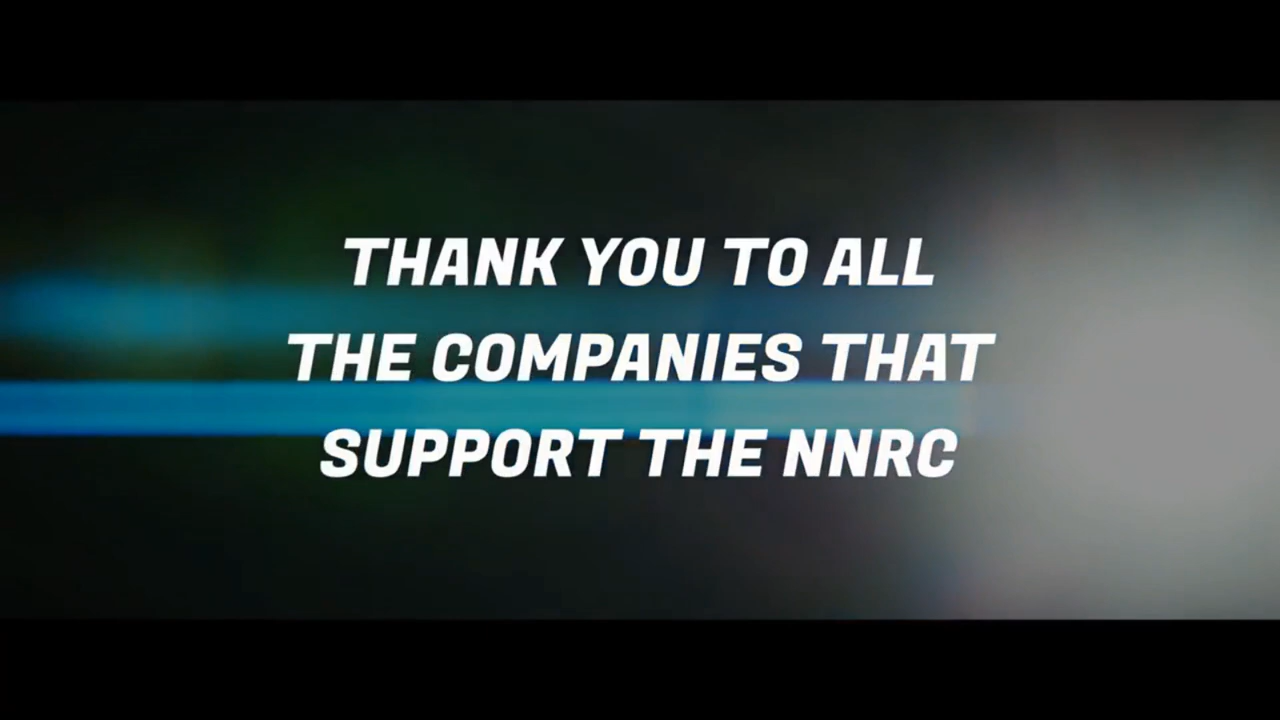 THANK YOU TO ALL
THE COMPANIES THAT
SUPPORT THE NNRC